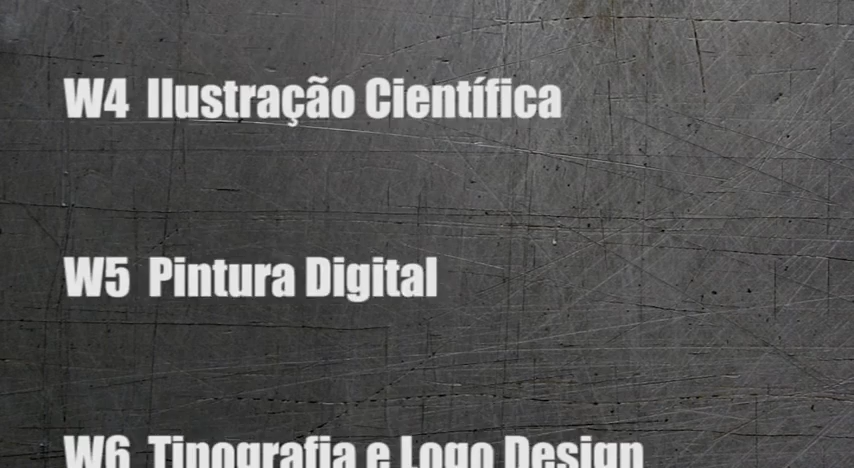 W4 Ilustração Científica
W5 Pintura Digital
W6 Tipografia e Logo Design